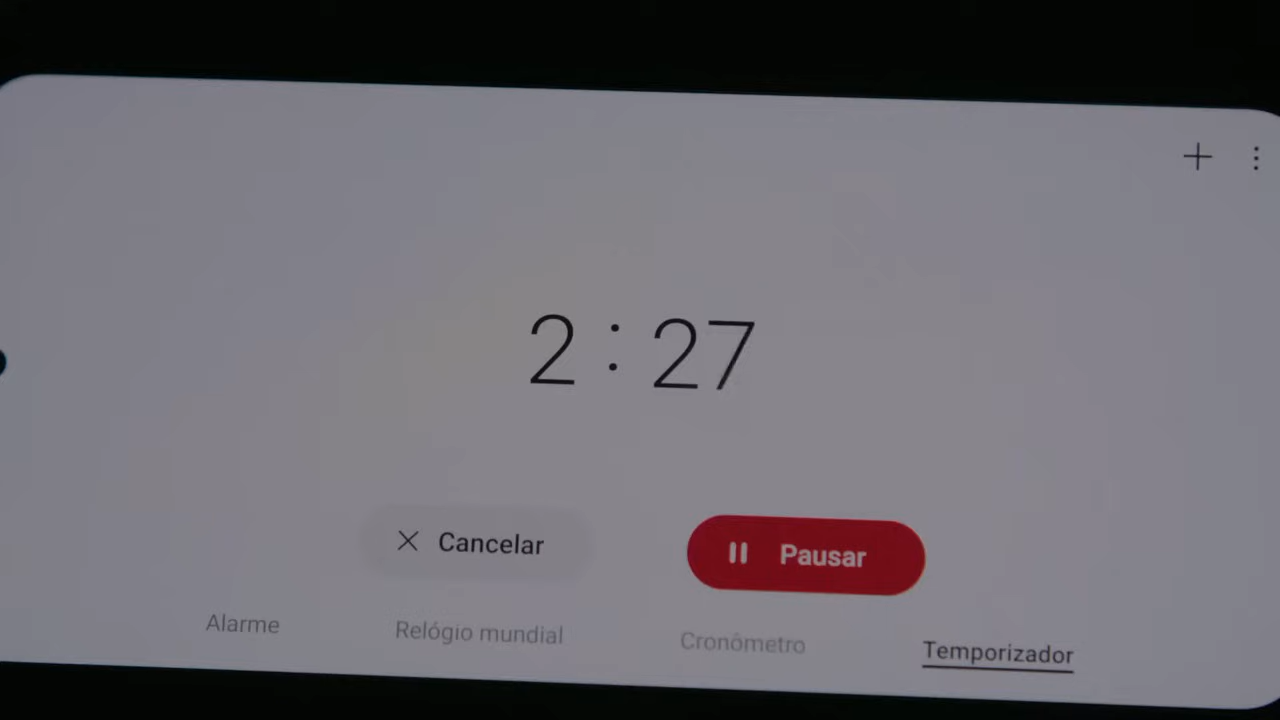 2:27
Cancelar
Pausar
Alarme
Relógio mundial
Cronômetro
Temporizador